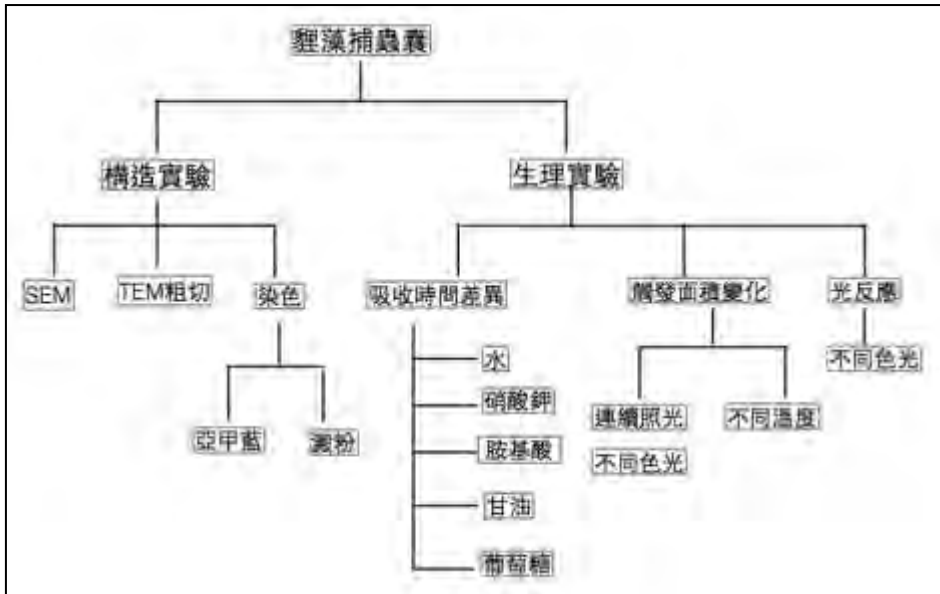 貍藻捕蟲囊
構造實驗
生理實驗
SEM
TEM粗切
染色
吸收時間差異
觸發面積變化
光反應
水
不同色光
硝酸鉀
連續照光
不同溫度
亞甲藍
澱粉
胺基酸
不同色光
甘油
葡萄糖